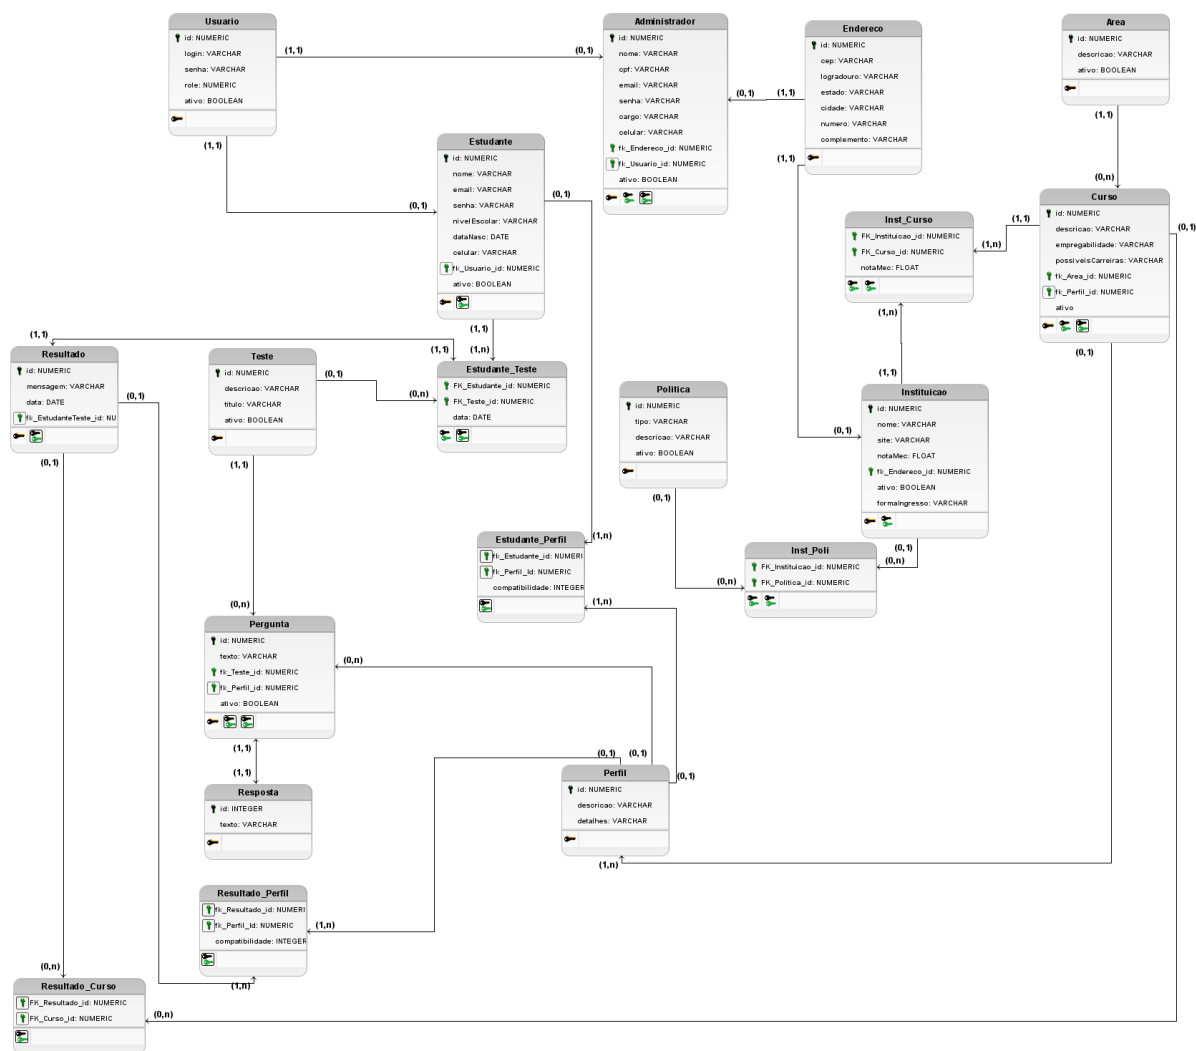 Usuario
id: NUMERIC
login: VARCHAR
senha: VARCHAR
role: NUMERIC
ativo: BOOLEAN
(1,1)
(0,1)
(1,1)
Administrador
id: NUMERIC
nome: VARCHAR
cpf: VARCHAR
email: VARCHAR
senha: VARCHAR
cargo: VARCHAR
celular: VARCHAR
fk_Endereco_id: NUMERIC
fk_Usuario_id: NUMERIC
ativo: BOOLEAN
(0,1)
(1,1)
Endereco
id: NUMERIC
cep: VARCHAR
logradouro: VARCHAR
estado: VARCHAR
cidade: VARCHAR
numero: VARCHAR
complemento: VARCHAR
(1,1)
Area
id: NUMERIC
descricao: VARCHAR
ativo: BOOLEAN
(1,1)
(0,n)
Estudante
id: NUMERIC
nome: VARCHAR
email: VARCHAR
senha: VARCHAR
nivelEscolar: VARCHAR
dataNasc: DATE
celular: VARCHAR
fk_Usuario_id: NUMERIC
ativo: BOOLEAN
(0,1)
(0,1)
(1,1)
(1,n)
Inst_Curso
FK_Instituicao_id: NUMERIC
FK_Curso_id: NUMERIC
notaMec: FLOAT
(1,n)
(1,1)
(1,n)
(1,1)
Curso
id: NUMERIC
descricao: VARCHAR
empregabilidade: VARCHAR
possiveisCarreiras: VARCHAR
fk_Area_id: NUMERIC
fk_Perfil_id: NUMERIC
ativo
(0,1)
(0,1)
Resultado
id: NUMERIC
mensagem: VARCHAR
data: DATE
fk_EstudanteTeste_id: NU
(1,1)
(0,1)
(0,1)
Teste
id: NUMERIC
descricao: VARCHAR
titulo: VARCHAR
ativo: BOOLEAN
(0,1)
(0,n)
(1,1)
Estudante_Teste
FK_Estudante_id: NUMERIC
FK_Teste_id: NUMERIC
data: DATE
(1,1)
Politica
id: NUMERIC
tipo: VARCHAR
descricao: VARCHAR
ativo: BOOLEAN
(0,1)
Instituicao
id: NUMERIC
nome: VARCHAR
site: VARCHAR
notaMec: FLOAT
fk_Endereco_id: NUMERIC
ativo: BOOLEAN
formaIngresso: VARCHAR
(0,1)
(0,1)
(0,n)
Estudante_Perfil
fk_Estudante_id: NUMERI
fk_Perfil_Id: NUMERIC
compatibilidade: INTEGER
(1,n)
(1,n)
Inst_Poli
FK_Instituicao_id: NUMERIC
FK_Politica_id: NUMERIC
(0,n)
Pergunta
id: NUMERIC
texto: VARCHAR
fk_Teste_id: NUMERIC
fk_Perfil_id: NUMERIC
ativo: BOOLEAN
(0,n)
(0,n)
(1,1)
(1,1)
Resposta
id: INTEGER
texto: VARCHAR
Perfil
id: NUMERIC
descricao: VARCHAR
detalhes: VARCHAR
(0,1)
(0,1)
(0,1)
(1,n)
Resultado_Perfil
fk_Resultado_id: NUMERI
fk_Perfil_Id: NUMERIC
compatibilidade: INTEGER
(1,n)
(1,n)
(0,n)
Resultado_Curso
FK_Resultado_id: NUMERIC
FK_Curso_id: NUMERIC
(0,n)